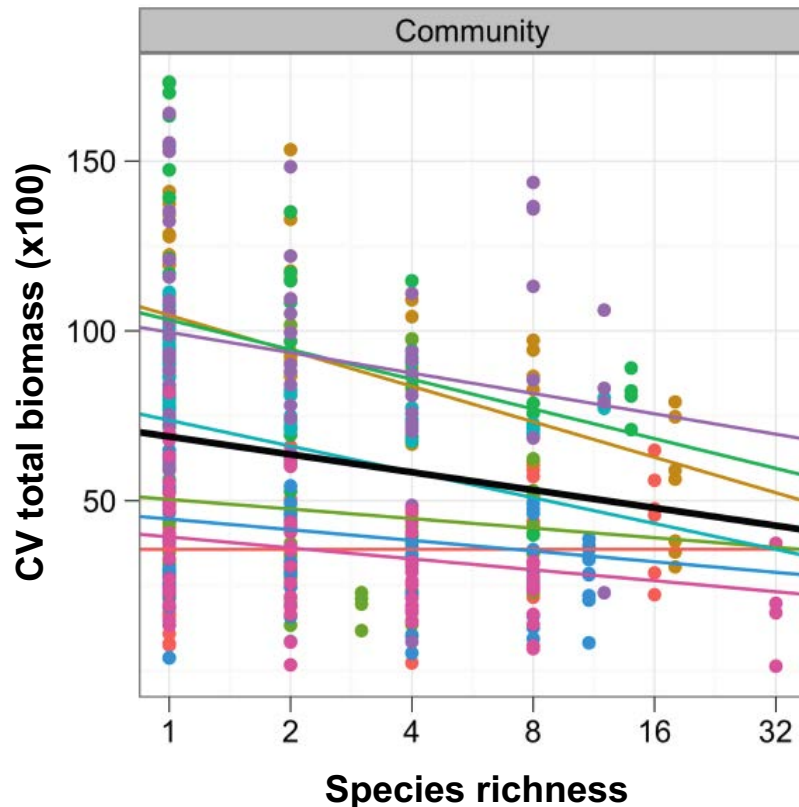 Community
CV total biomass (x100)
150
100
50
1 2 4 8 16 32
Species richness